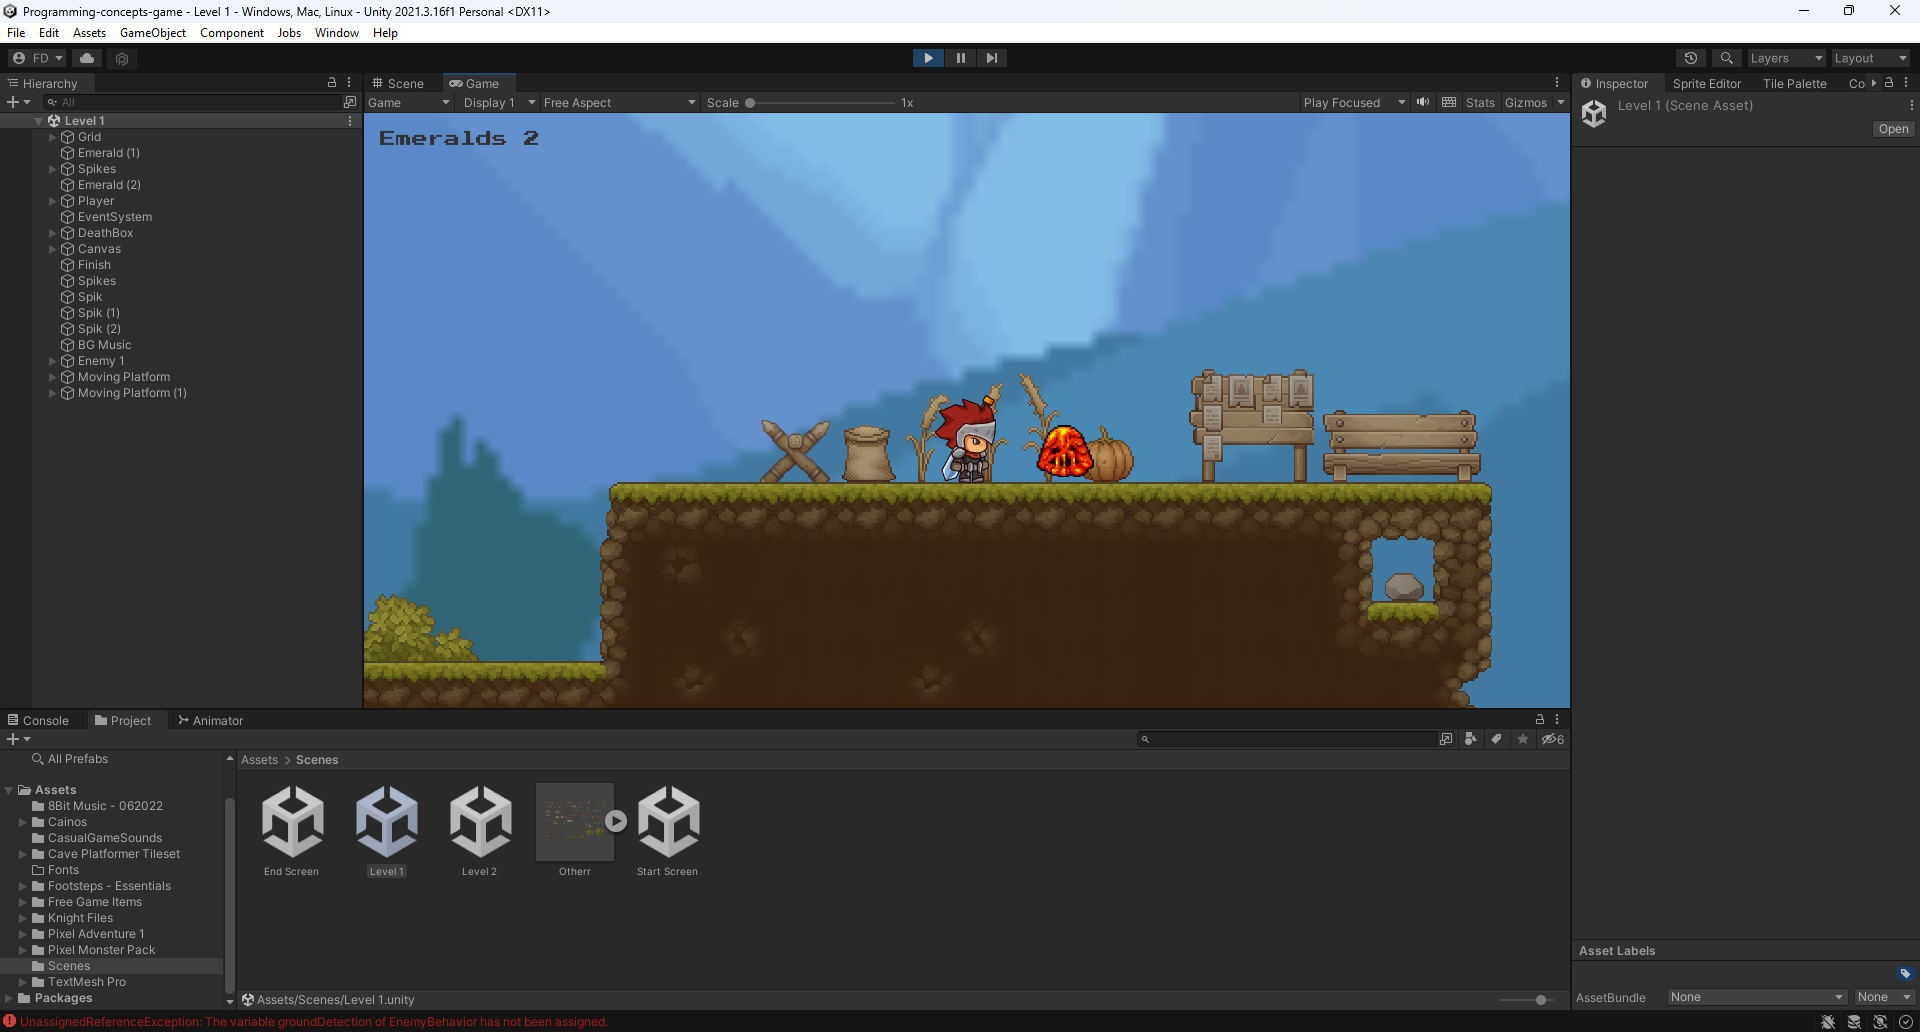 Programming-concepts-game - Level 1 - Windows, Mac, Linux - Unity 2021.3.16f1 Personal <DX11>
File Edit Assets GameObject Component Jobs Window Help
FD
Layers Layout
Hierarchy
Scene Game
Inspector Sprite Editor Tile Palette Co
All
Game Display 1 Free Aspect Scale 1x Play Focused Stats Gizmos
Level 1 (Scene Asset)
Open
Level 1
Grid
Emerald (1)
Spikes
Emerald (2)
Player
EventSystem
DeathBox
Canvas
Finish
Spikes
Spik
Spik (1)
Spik (2)
BG Music
Enemy 1
Moving Platform
Moving Platform (1)
Emeralds 2
Console Project Animator
6
All Prefabs
Assets
8Bit Music - 062022
Cainos
CasualGameSounds
Cave Platformer Tileset
Fonts
Footsteps - Essentials
Free Game Items
Knight Files
Pixel Adventure 1
Pixel Monster Pack
Scenes
TextMesh Pro
Packages
Assets > Scenes
End Screen
Level 1
Level 2
Otherr
Start Screen
Assets/Scenes/Level 1.unity
Asset Labels
AssetBundle None None
UnassignedReferenceException: The variable groundDetection of EnemyBehavior has not been assigned.